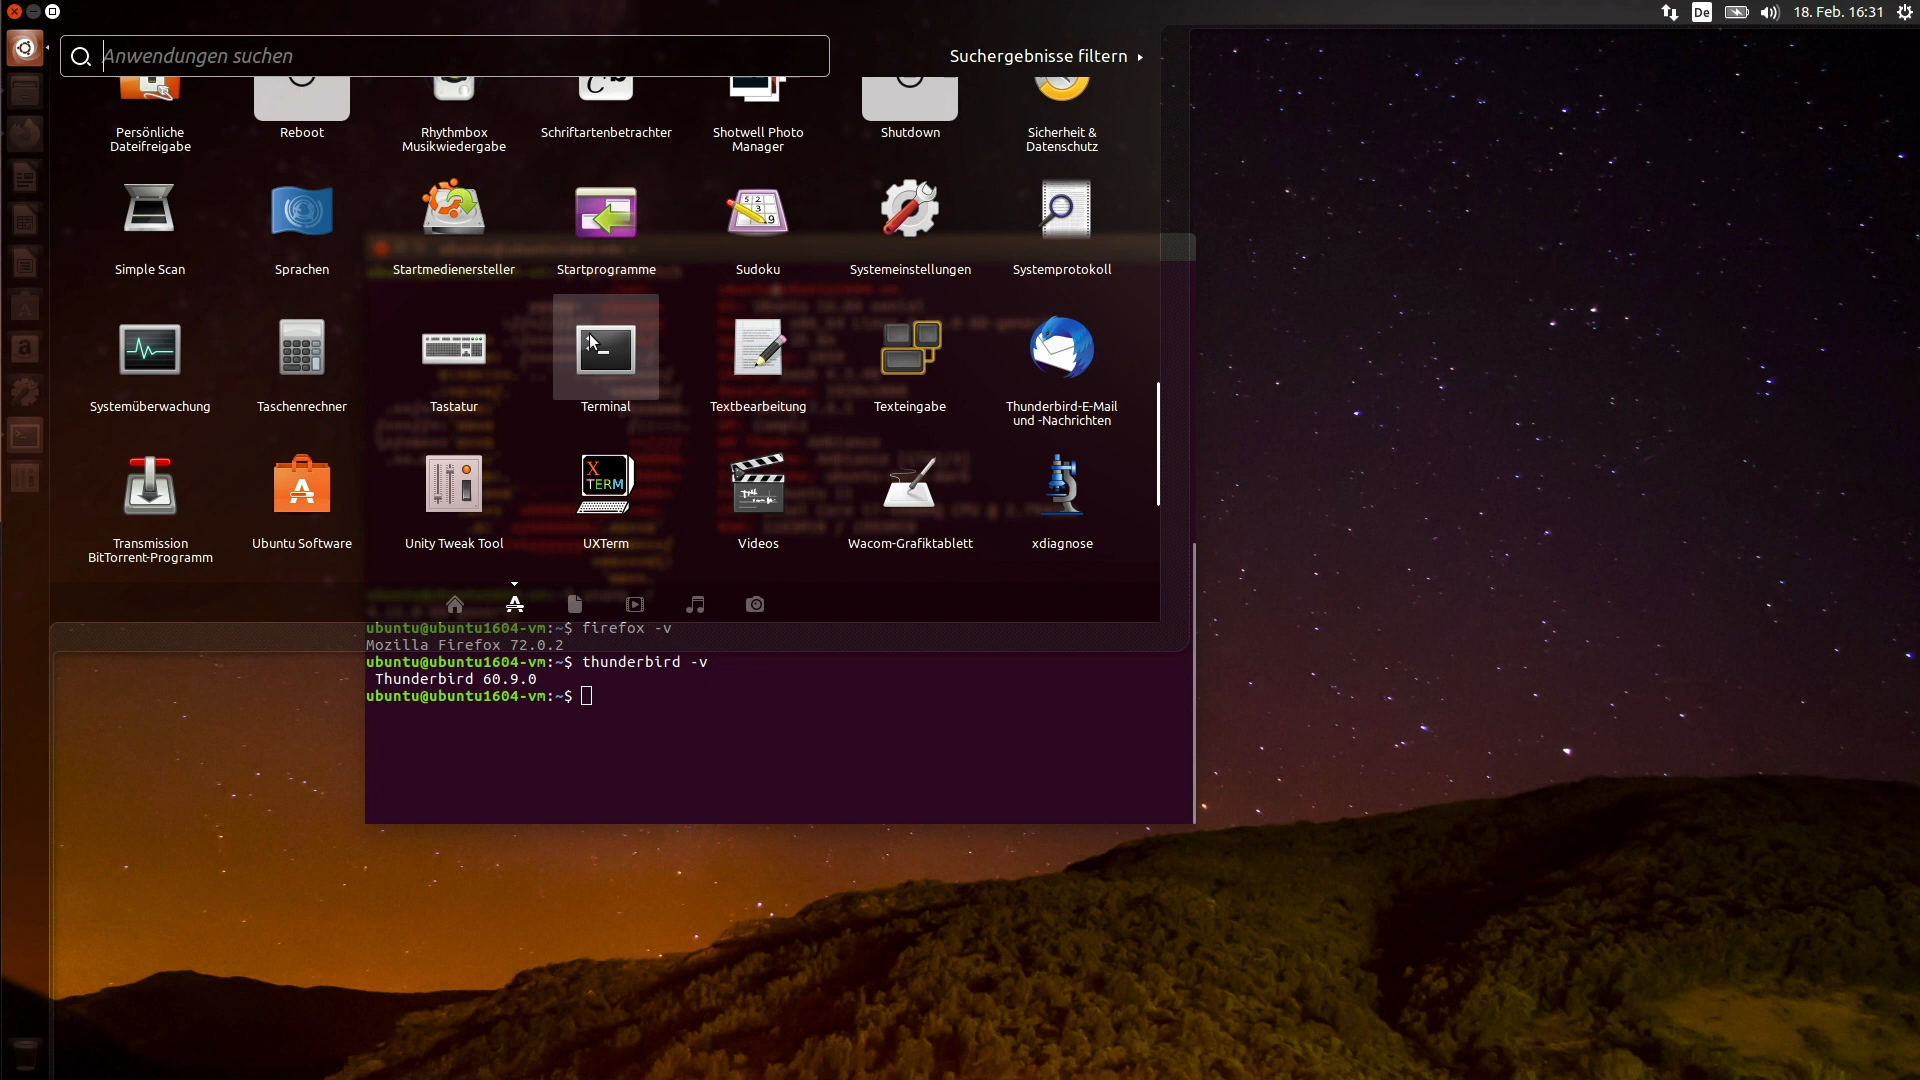 De
18. Feb. 16:31
Anwendungen suchen
Suchergebnisse filtern
Persönliche
Dateifreigabe
Reboot
Rhythmbox
Musikwiedergabe
Schriftartenbetrachter
Shotwell Photo
Manager
Shutdown
Sicherheit &
Datenschutz
Simple Scan
Sprachen
Startmedienersteller
Startprogramme
Sudoku
Systemeinstellungen
Systemprotokoll
Systemüberwachung
Taschenrechner
Tastatur
Terminal
Textbearbeitung
Texteingabe
Thunderbird-E-Mail
und -Nachrichten
X
TERM
Transmission
BitTorrent-Programm
Ubuntu Software
Unity Tweak Tool
UXTerm
Videos
Wacom-Grafiktablett
xdiagnose
ubuntu@ubuntu1604-vm:~$ firefox -v
Mozilla Firefox 72.0.2
ubuntu@ubuntu1604-vm:~$ thunderbird -v
Thunderbird 60.9.0
ubuntu@ubuntu1604-vm:~$